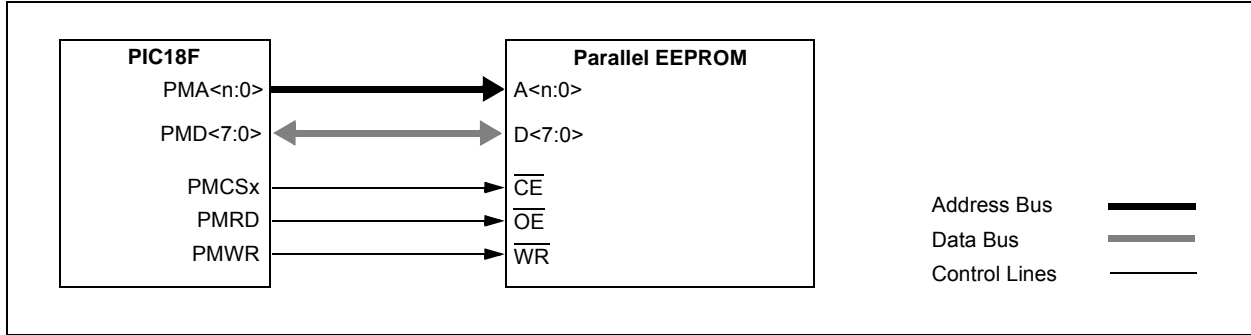 PIC18F
PMA<n:0>
PMD<7:0>
PMCSx
PMRD
PMWR
Parallel EEPROM
A<n:0>
D<7:0>
CE
OE
WR
Address Bus
Data Bus
Control Lines